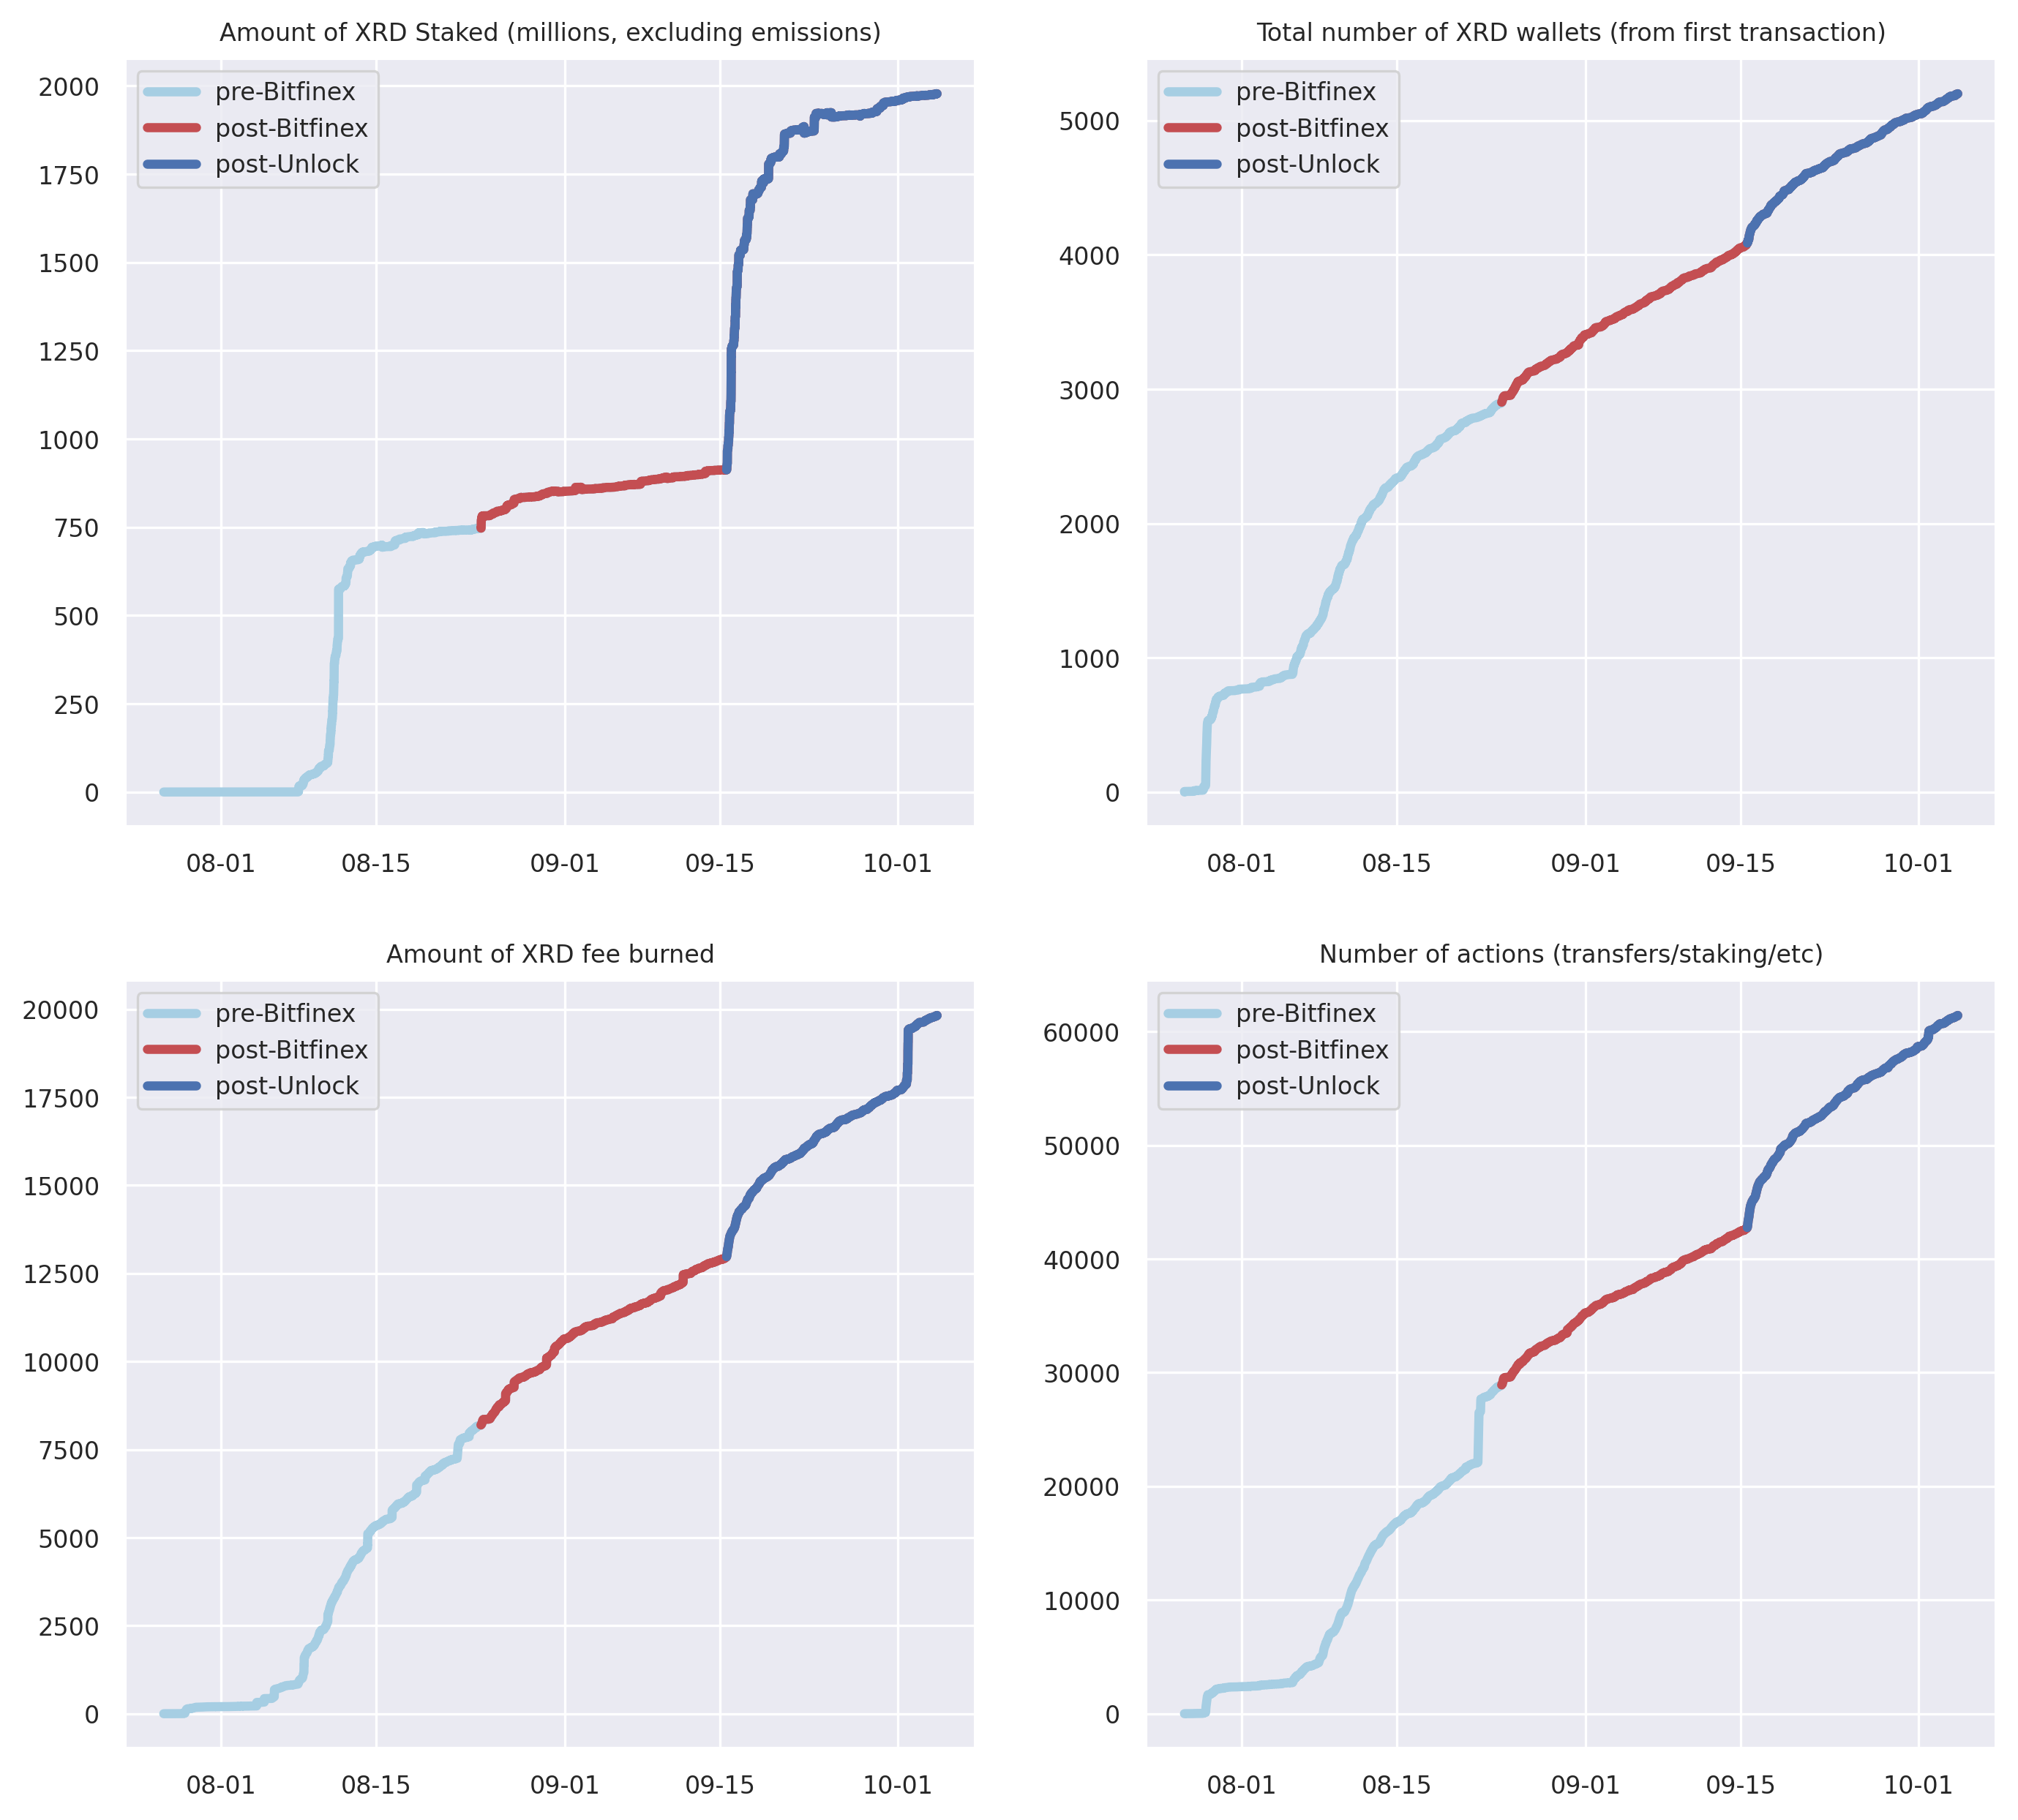 Amount of XRD Staked (millions, excluding emissions)
pre-Bitfinex
post-Bitfinex
post-Unlock
2000
1750
1500
1250
1000
750
500
250
0
08-01 08-15 09-01 09-15 10-01
Total number of XRD wallets (from first transaction)
pre-Bitfinex
post-Bitfinex
post-Unlock
5000
4000
3000
2000
1000
0
08-01 08-15 09-01 09-15 10-01
Amount of XRD fee burned
pre-Bitfinex
post-Bitfinex
post-Unlock
20000
17500
15000
12500
10000
7500
5000
2500
0
08-01 08-15 09-01 09-15 10-01
Number of actions (transfers/staking/etc)
pre-Bitfinex
post-Bitfinex
post-Unlock
60000
50000
40000
30000
20000
10000
0
08-01 08-15 09-01 09-15 10-01